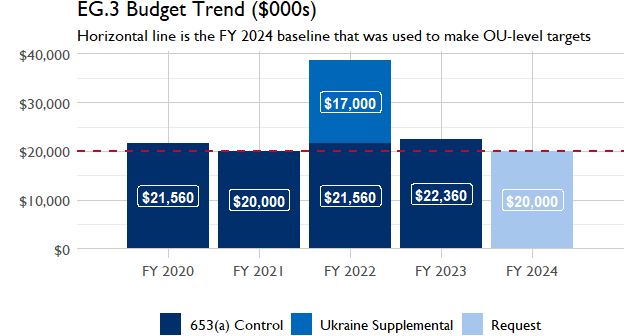 EG.3 Budget Trend ($000s)
Horizontal line is the FY 2024 baseline that was used to make OU-level targets
$40,000
$30,000
$20,000
$10,000
$0
$17,000
$21,560
$20,000
$21,560
$22,360
$20,000
FY 2020
FY 2021
FY 2022
FY 2023
FY 2024
653(a) Control
Ukraine Supplemental
Request